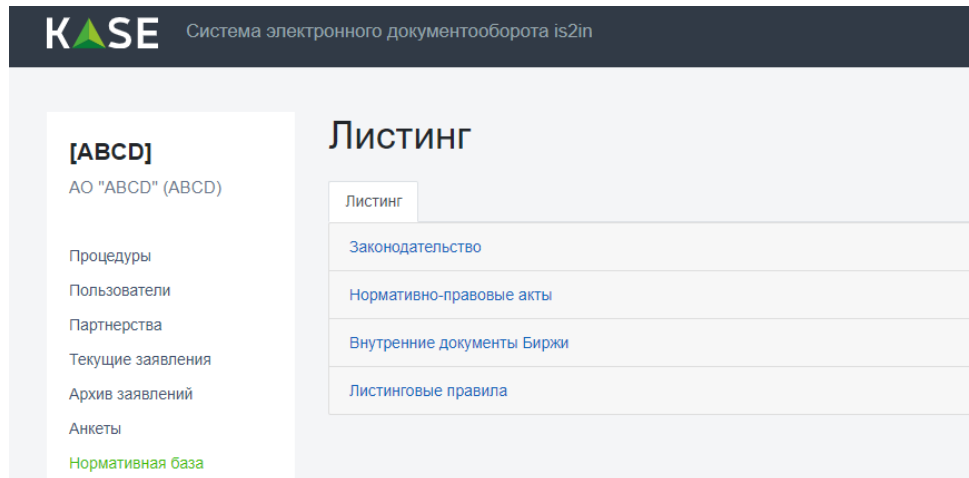 KASE Система электронного документооборота is2in
[ABCD]
АО "ABCD" (ABCD)
Процедуры
Пользователи
Партнерства
Текущие заявления
Архив заявлений
Анкеты
Нормативная база
Листинг
Листинг
Законодательство
Нормативно-правовые акты
Внутренние документы Биржи
Листинговые правила